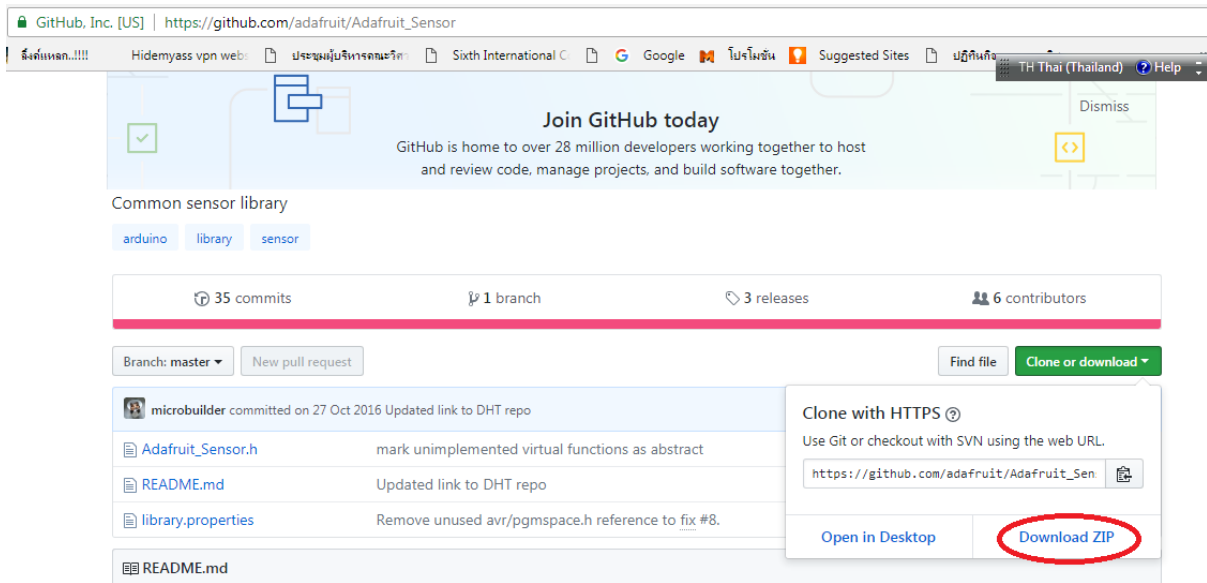 GitHub, Inc. [US] | https://github.com/adafruit/Adafruit_Sensor
Hidemyass vpn webs Sixth International C Google โปรโมชัน Suggested Sites
TH Thai (Thailand) Help
Dismiss
Join GitHub today
GitHub is home to over 28 million developers working together to host
and review code, manage projects, and build software together.
Common sensor library
arduino library sensor
35 commits 1 branch 3 releases 6 contributors
Branch: master New pull request Find file Clone or download
microbuilder committed on 27 Oct 2016 Updated link to DHT repo
Adafruit_Sensor.h mark unimplemented virtual functions as abstract
README.md Updated link to DHT repo
library.properties Remove unused avr/pgmspace.h reference to fix #8.
Clone with HTTPS
Use Git or checkout with SVN using the web URL.
https://github.com/adafruit/Adafruit_Sen
Open in Desktop Download ZIP
README.md